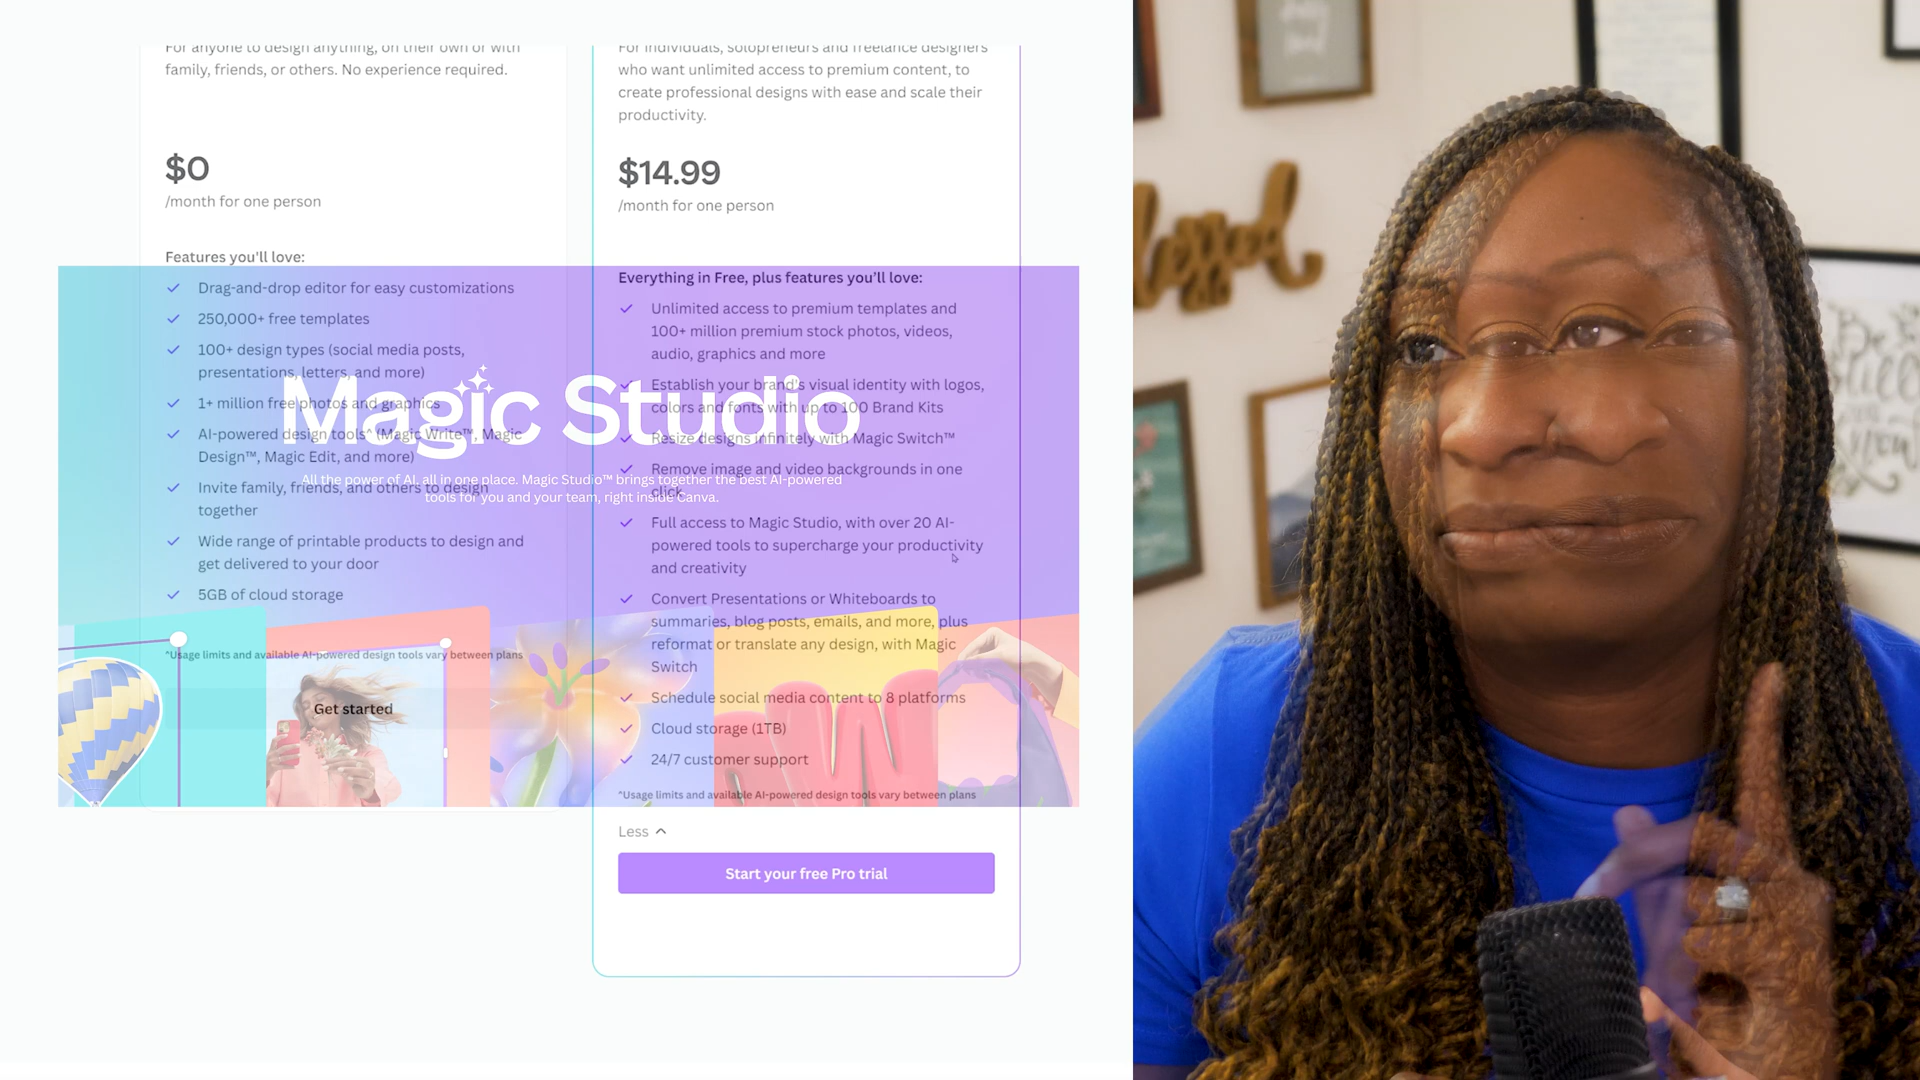 For anyone to design anything, on their own or with
family, friends, or others. No experience required.
$0
/month for one person
Features you'll love:
Drag-and-drop editor for easy customizations
250,000+ free templates
100+ design types (social media posts,
presentations, letters, and more)
1+ million free photos and graphics
AI-powered design tools^ (Magic Write™, Magic
Design™, Magic Edit, and more)
Invite family, friends, and others to design
together
Wide range of printable products to design and
get delivered to your door
5GB of cloud storage
^Usage limits and available AI-powered design tools vary between plans
Get started
For individuals, solopreneurs and freelance designers
who want unlimited access to premium content, to
create professional designs with ease and scale their
productivity.
$14.99
/month for one person
Everything in Free, plus features you'll love:
Unlimited access to premium templates and
100+ million premium stock photos, videos,
audio, graphics and more
Establish your brand's visual identity with logos,
colors and fonts with up to 100 Brand Kits
Resize designs infinitely with Magic Switch™
Remove image and video backgrounds in one
click
Full access to Magic Studio, with over 20 AI-
powered tools to supercharge your productivity
and creativity
Convert Presentations or Whiteboards to
summaries, blog posts, emails, and more, plus
reformat or translate any design, with Magic
Switch
Schedule social media content to 8 platforms
Cloud storage (1TB)
24/7 customer support
^Usage limits and available AI-powered design tools vary between plans
Less
Start your free Pro trial
Magic Studio
All the power of AI, all in one place. Magic Studio™ brings together the best AI-powered
tools for you and your team, right inside Canva.
blessed
Be
still
know